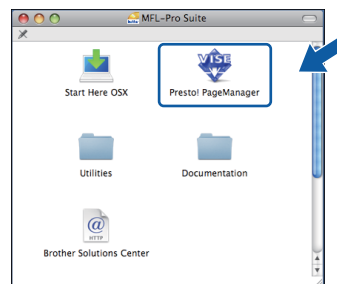 MFL-Pro Suite
Start Here OSX
VISE
Presto! PageManager
Utilities
Documentation
@
HTTP
Brother Solutions Center